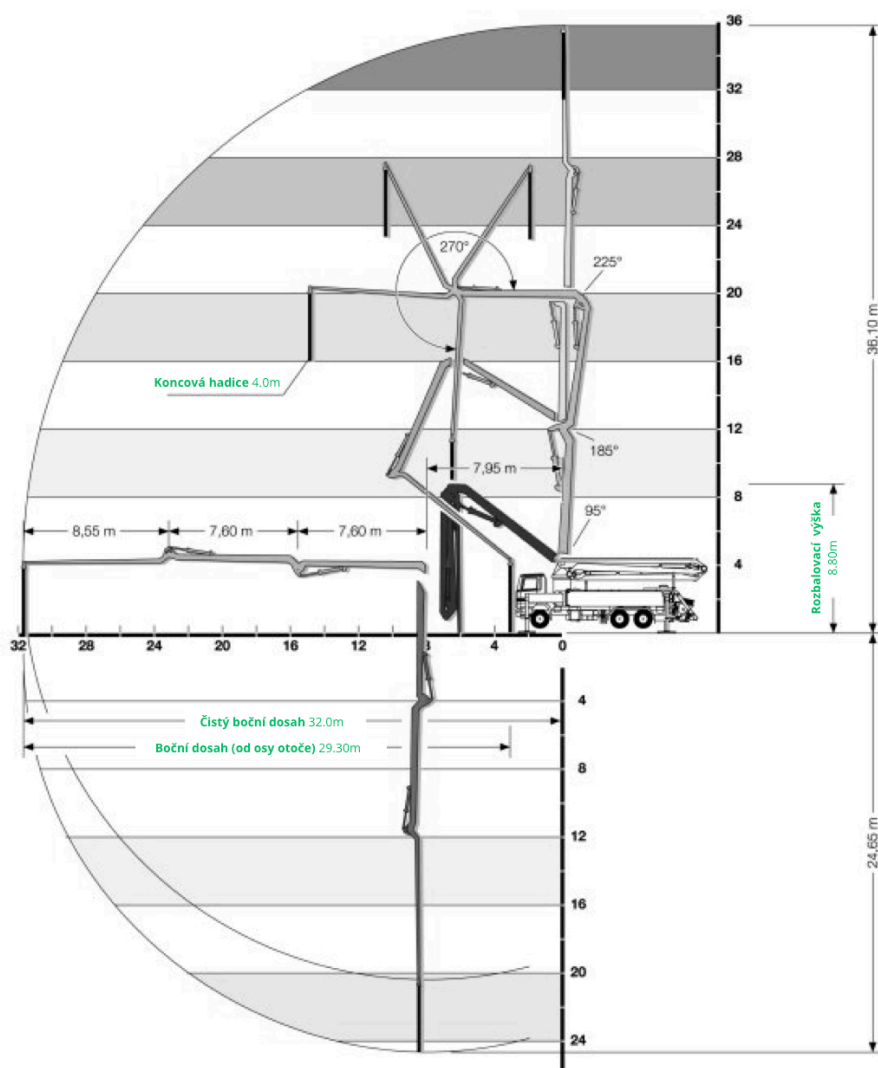 36
32
28
24
270°
225°
20
36.10 m
16
Koncová hadice 4.0m
12
185°
7,95 m
8
95°
8,55 m
7,60 m
7,60 m
Rozbalovací výška
8.80m
4
32
28
24
20
16
12
8
4
0
4
Čistý boční dosah 32.0m
Boční dosah (od osy otoče) 29.30m
8
24.65 m
12
16
20
24